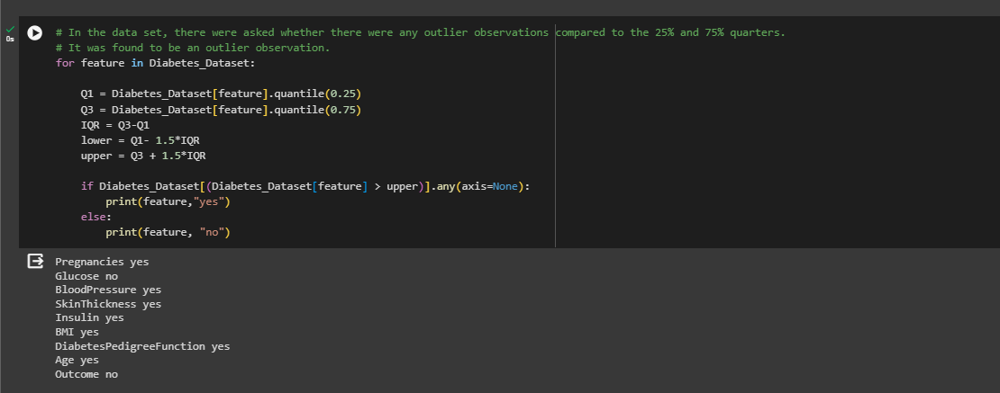 0s
# In the data set, there were asked whether there were any outlier observations compared to the 25% and 75% quarters.
# It was found to be an outlier observation.
for feature in Diabetes_Dataset:
Q1 = Diabetes_Dataset[feature].quantile(0.25)
Q3 = Diabetes_Dataset[feature].quantile(0.75)
IQR = Q3-Q1
lower = Q1- 1.5*IQR
upper = Q3 + 1.5*IQR
if Diabetes_Dataset[(Diabetes_Dataset[feature] > upper)].any(axis=None):
print(feature,"yes")
else:
print(feature, "no")
Pregnancies yes
Glucose no
BloodPressure yes
SkinThickness yes
Insulin yes
BMI yes
DiabetesPedigreeFunction yes
Age yes
Outcome no